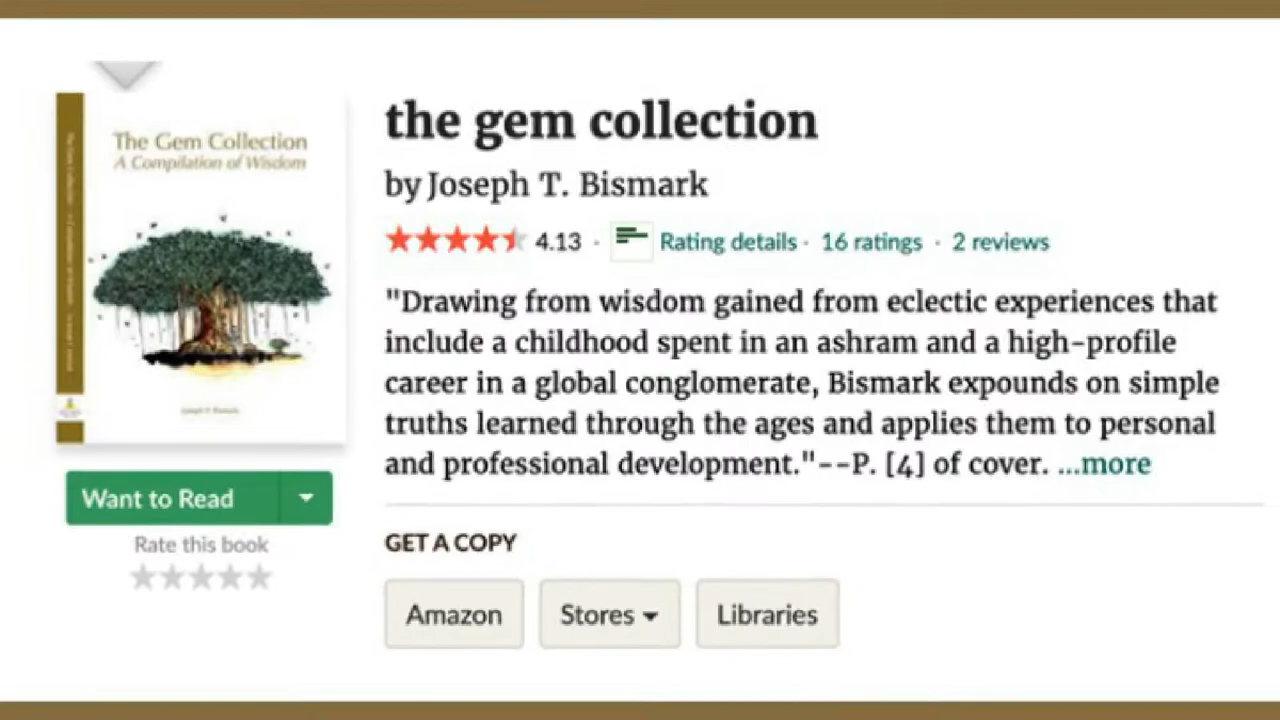 The Gem Collection
A Compilation of Wisdom
the gem collection
by Joseph T. Bismark
4.13 · Rating details · 16 ratings · 2 reviews
"Drawing from wisdom gained from eclectic experiences that
include a childhood spent in an ashram and a high-profile
career in a global conglomerate, Bismark expounds on simple
truths learned through the ages and applies them to personal
and professional development."--P. [4] of cover. ...more
Want to Read
Rate this book
GET A COPY
Amazon
Stores
Libraries